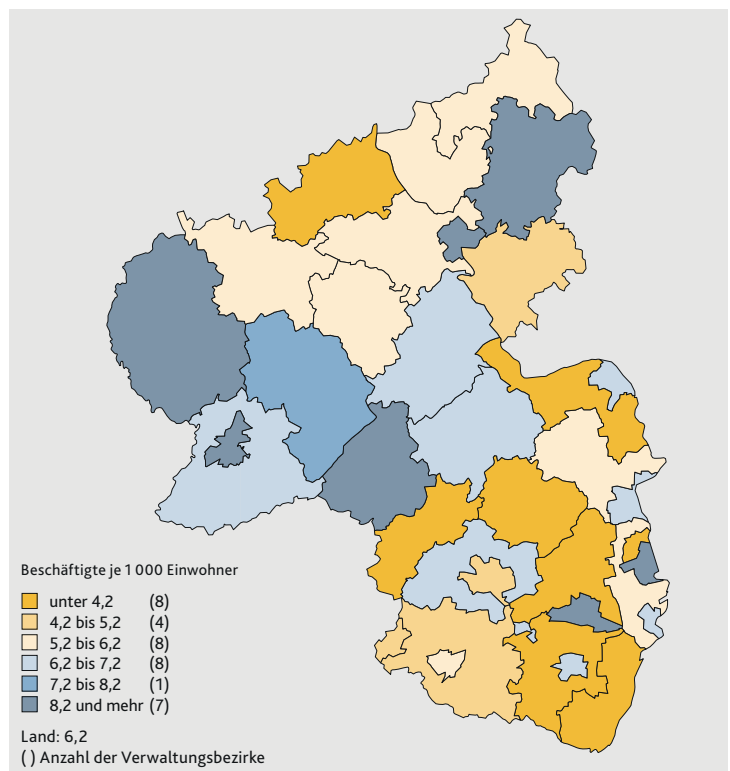 Beschäftigte je 1 000 Einwohner
unter 4,2 (8)
4,2 bis 5,2 (4)
5,2 bis 6,2 (8)
6,2 bis 7,2 (8)
7,2 bis 8,2 (1)
8,2 und mehr (7)
Land: 6,2
( ) Anzahl der Verwaltungsbezirke